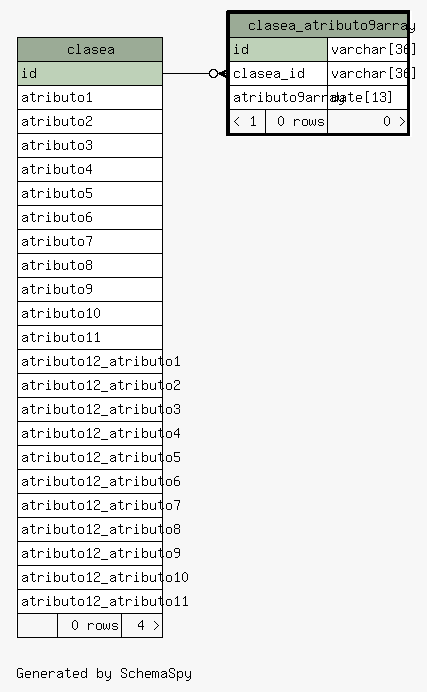 clasea_atributo9array
id varchar[36]
clasea_id varchar[36]
atributo9array date[13]
< 1 0 rows 0 >
clasea
id
atributo1
atributo2
atributo3
atributo4
atributo5
atributo6
atributo7
atributo8
atributo9
atributo10
atributo11
atributo12_atributo1
atributo12_atributo2
atributo12_atributo3
atributo12_atributo4
atributo12_atributo5
atributo12_atributo6
atributo12_atributo7
atributo12_atributo8
atributo12_atributo9
atributo12_atributo10
atributo12_atributo11
0 rows 4 >
Generated by SchemaSpy